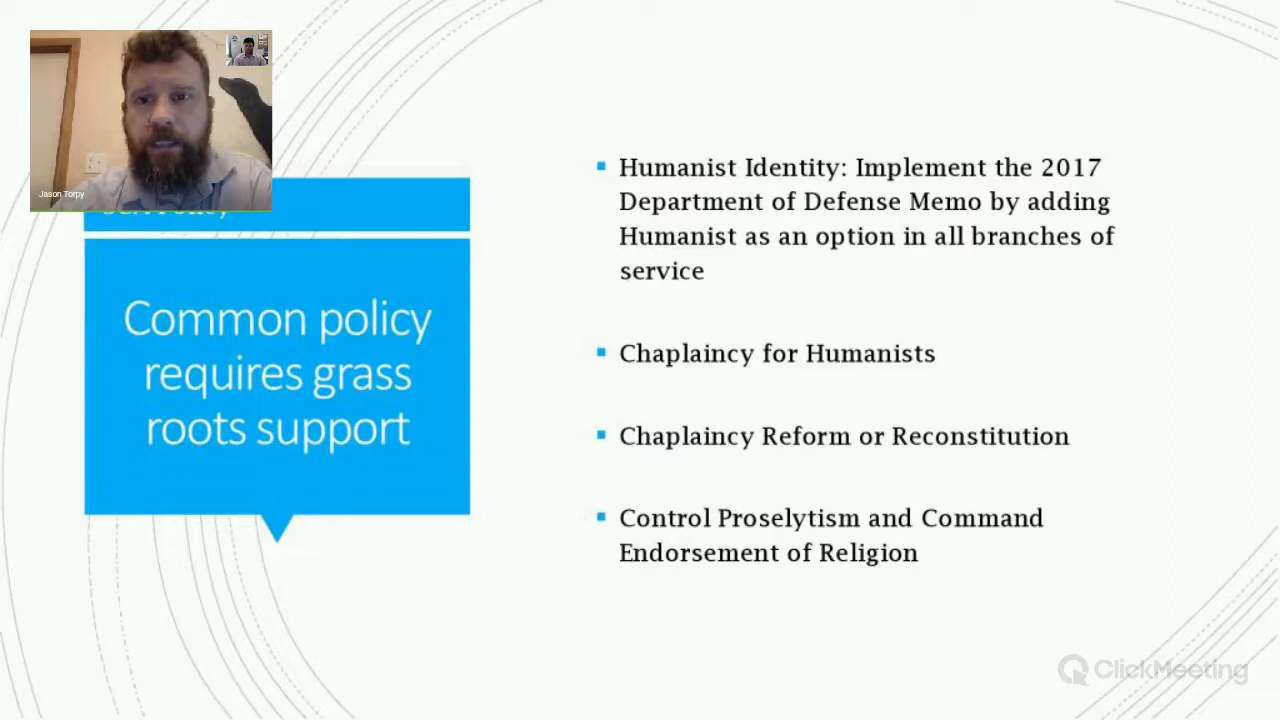 Jason Torpy
Common policy
requires grass
roots support
Humanist Identity: Implement the 2017
Department of Defense Memo by adding
Humanist as an option in all branches of
service
Chaplaincy for Humanists
Chaplaincy Reform or Reconstitution
Control Proselytism and Command
Endorsement of Religion
ClickMeeting